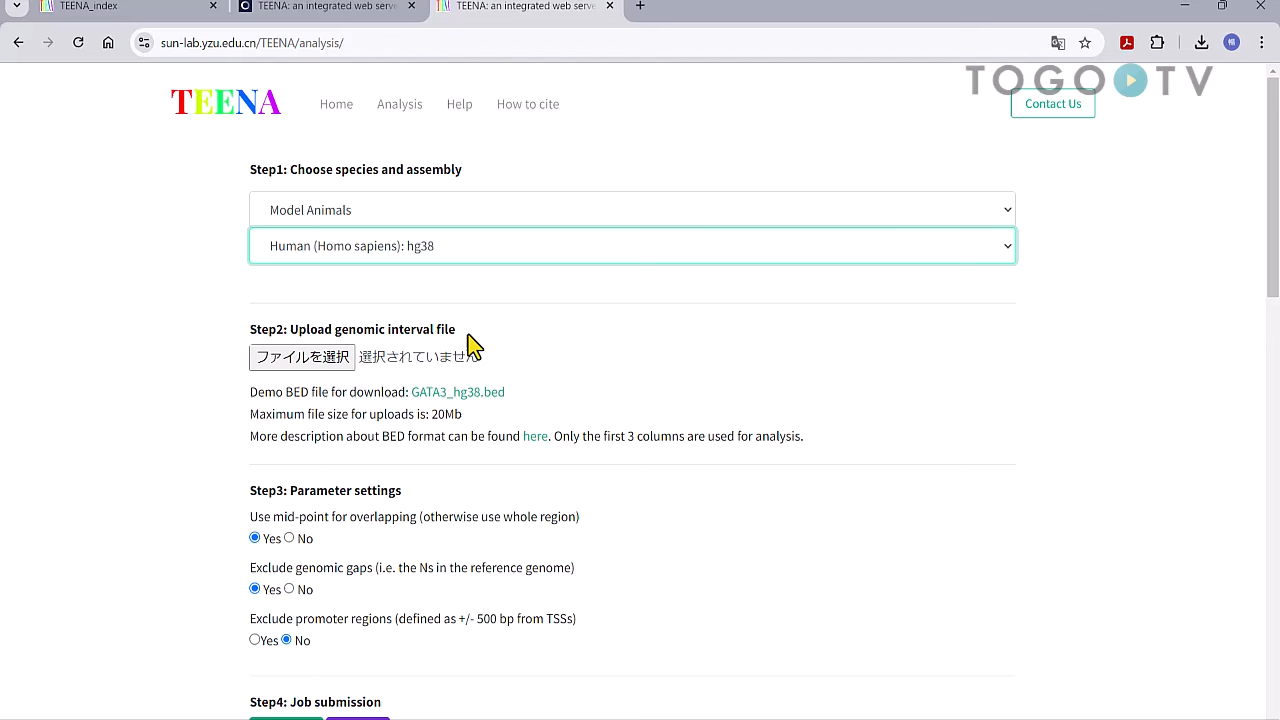 TEENA_index
TEENA: an integrated web serve
TEENA: an integrated web serve
sun-lab.yzu.edu.cn/TEENA/analysis/
TOGO TV
TEENA
Home
Analysis
Help
How to cite
Contact Us
Step1: Choose species and assembly
Model Animals
Human (Homo sapiens): hg38
Step2: Upload genomic interval file
ファイルを選択 選択されていません
Demo BED file for download: GATA3_hg38.bed
Maximum file size for uploads is: 20Mb
More description about BED format can be found here. Only the first 3 columns are used for analysis.
Step3: Parameter settings
Use mid-point for overlapping (otherwise use whole region)
Yes No
Exclude genomic gaps (i.e. the Ns in the reference genome)
Yes No
Exclude promoter regions (defined as +/- 500 bp from TSSs)
Yes No
Step4: Job submission